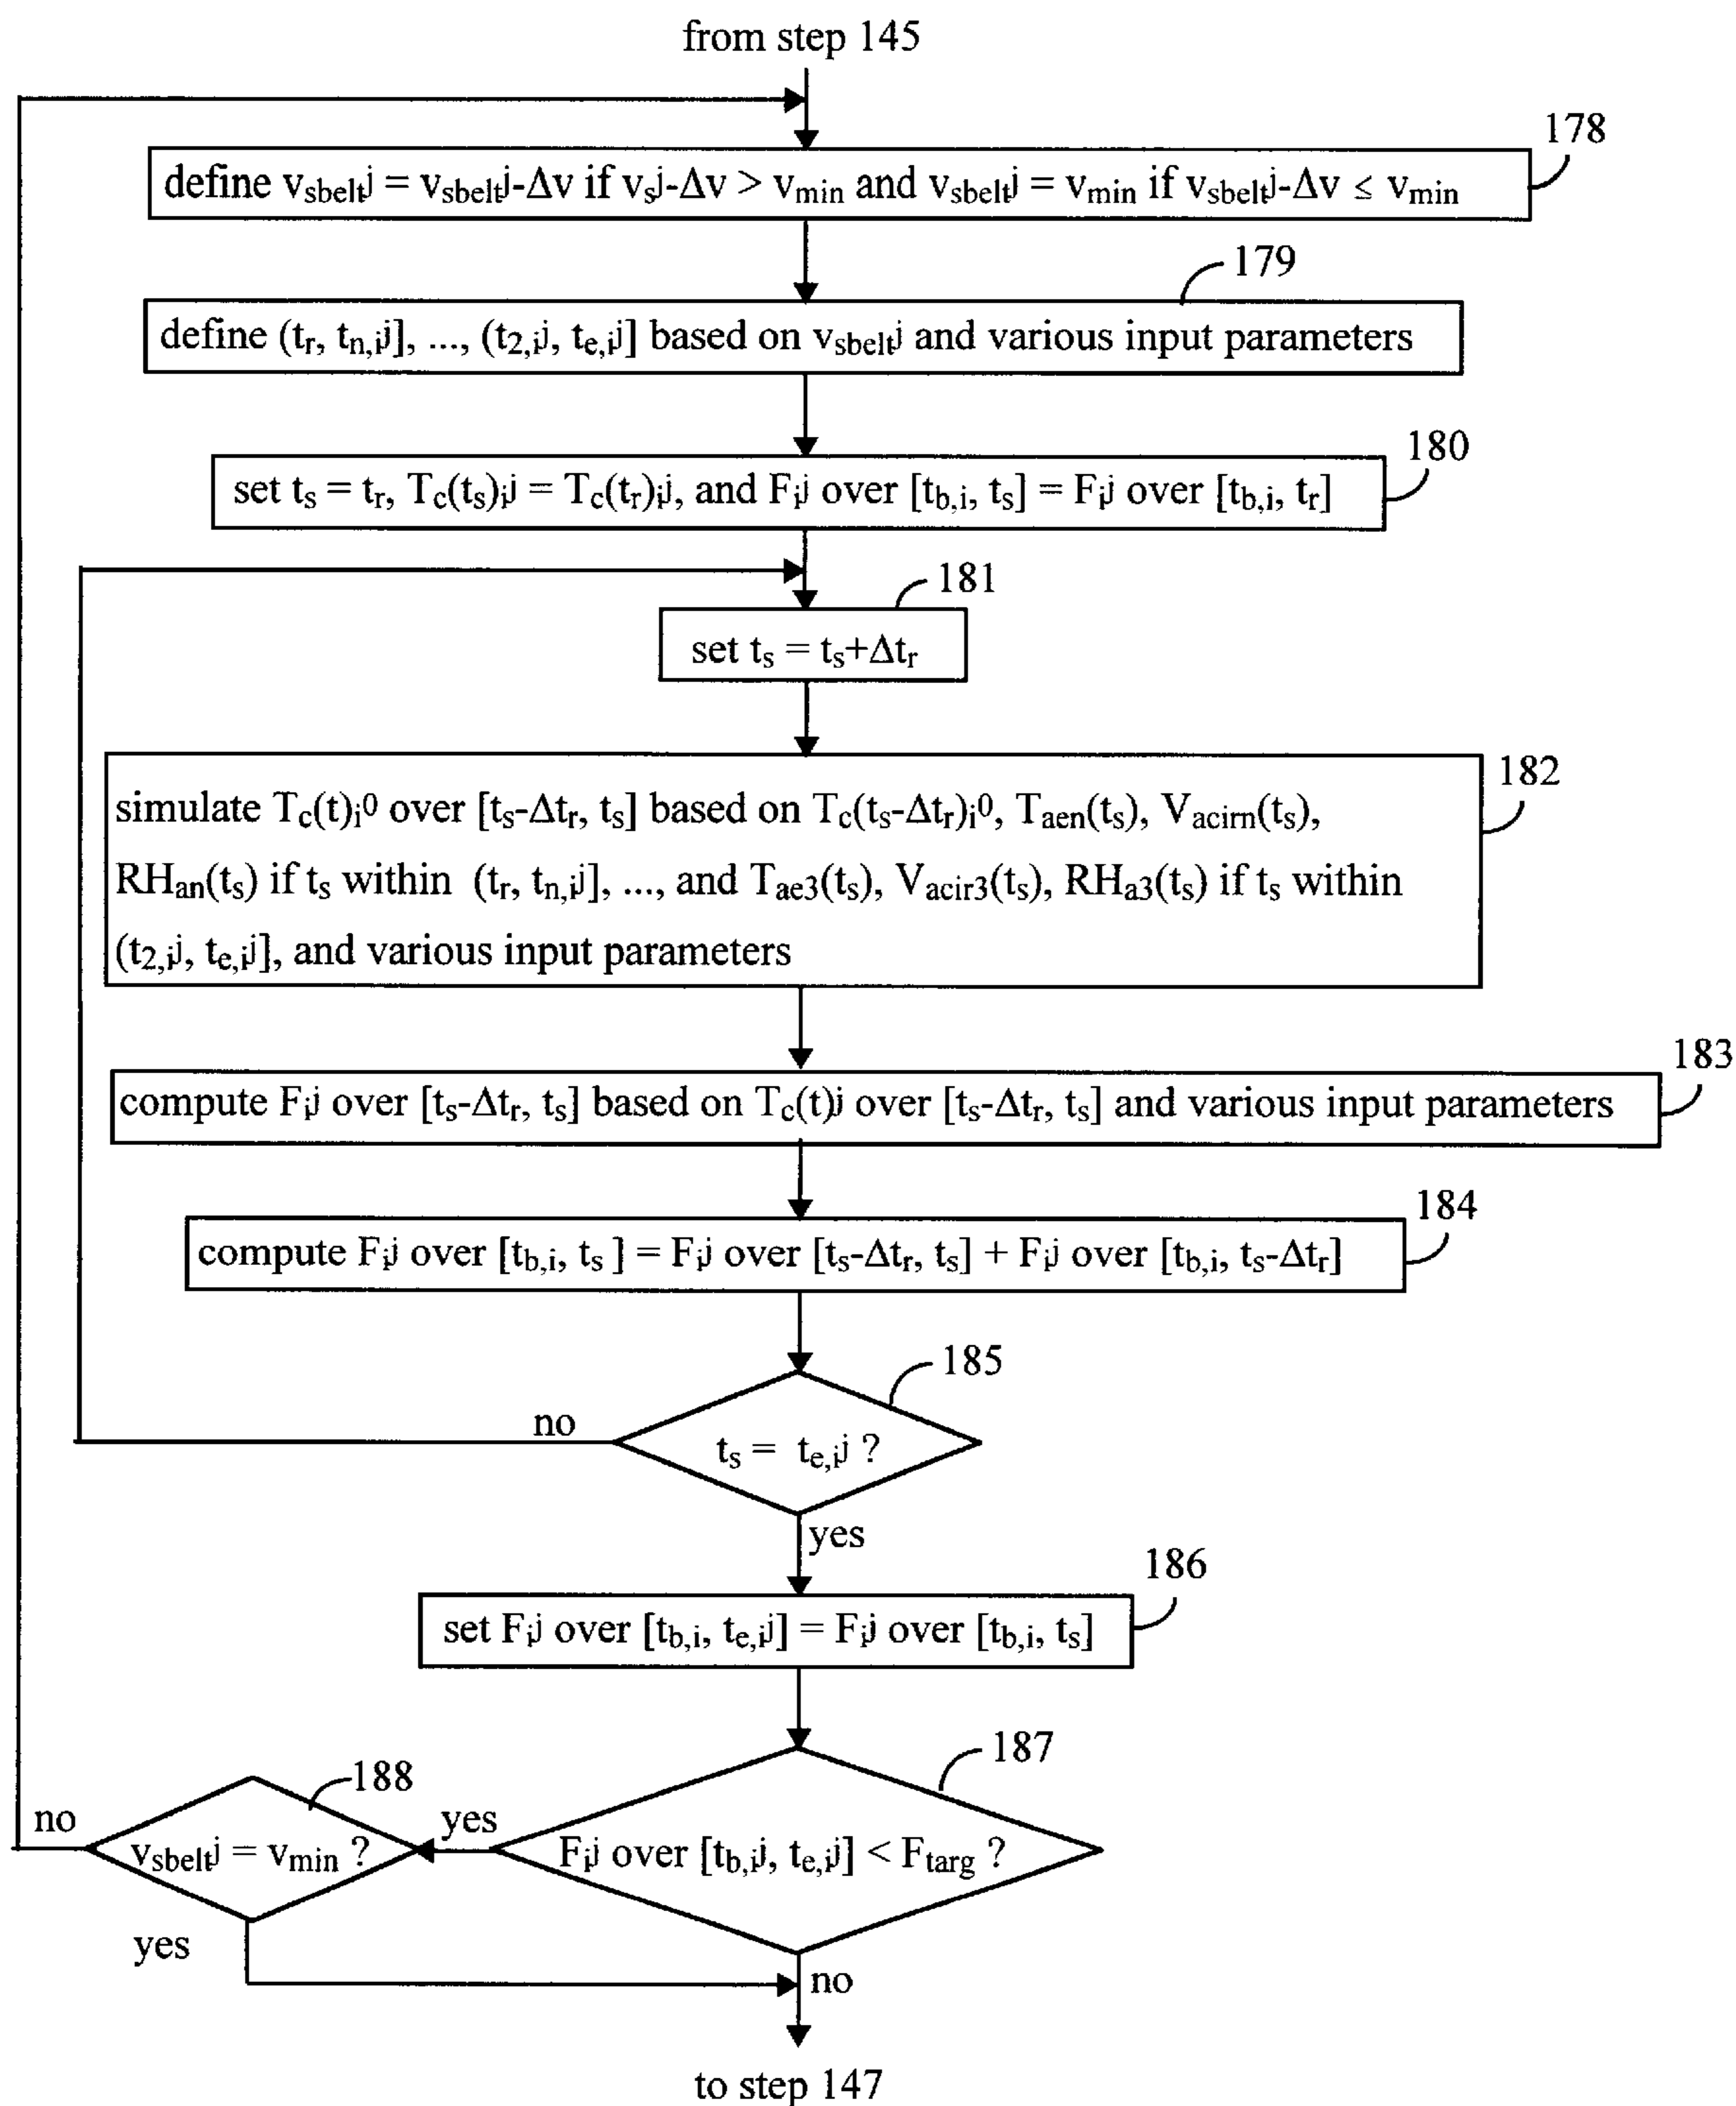 from step 145
178
define v_sbelt^j = v_sbelt^j-Δv if v_s^j-Δv > v_min and v_sbelt^j = v_min if v_sbelt^j-Δv ≤ v_min
179
define (t_r, t_n,i^j], ..., (t_2,i^j, t_e,i^j] based on v_sbelt^j and various input parameters
180
set t_s = t_r, T_c(t_s)_i^j = T_c(t_r)_i^j, and F_i^j over [t_b,i, t_s] = F_i^j over [t_b,i, t_r]
181
set t_s = t_s+Δt_r
182
simulate T_c(t)_i^0 over [t_s-Δt_r, t_s] based on T_c(t_s-Δt_r)_i^0, T_aen(t_s), V_acirn(t_s),
RH_an(t_s) if t_s within (t_r, t_n,i^j], ..., and T_ae3(t_s), V_acir3(t_s), RH_a3(t_s) if t_s within
(t_2,i^j, t_e,i^j], and various input parameters
183
compute F_i^j over [t_s-Δt_r, t_s] based on T_c(t)^j over [t_s-Δt_r, t_s] and various input parameters
184
compute F_i^j over [t_b,i, t_s ] = F_i^j over [t_s-Δt_r, t_s] + F_i^j over [t_b,i, t_s-Δt_r]
185
no
t_s = t_e,i^j ?
yes
186
set F_i^j over [t_b,i, t_e,i^j] = F_i^j over [t_b,i, t_s]
187
188
no
v_sbelt^j = v_min ?
yes
F_i^j over [t_b,i^j, t_e,i^j] < F_targ ?
yes
no
to step 147